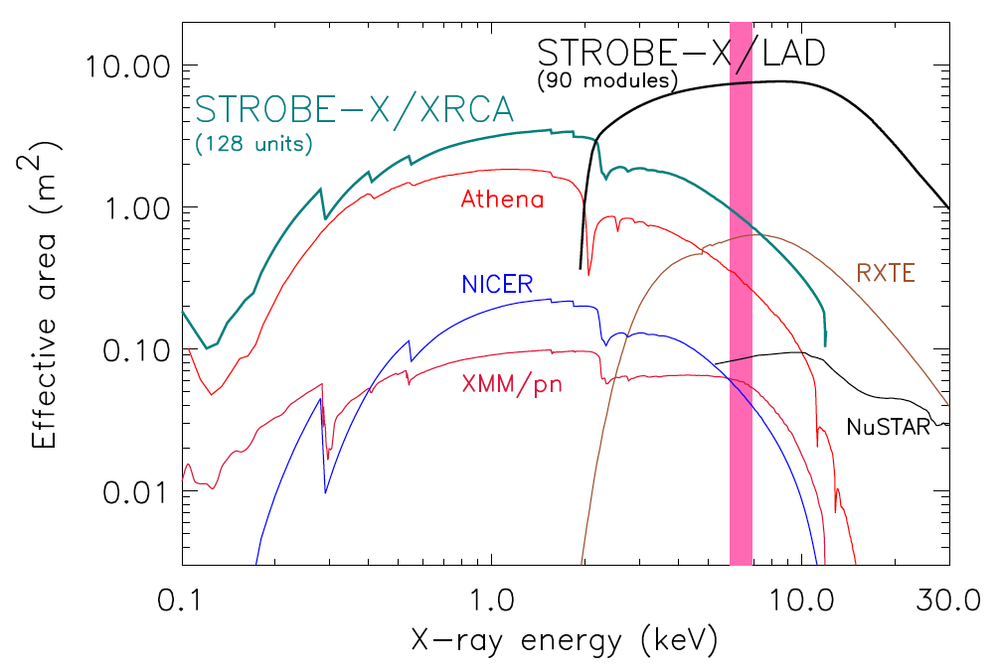 STROBE-X/LAD
(90 modules)
STROBE-X/XRCA
(128 units)
Athena
NICER
XMM/pn
RXTE
NuSTAR
10.00
1.00
0.10
0.01
Effective area (m2)
0.1 1.0 10.0 30.0
X-ray energy (keV)